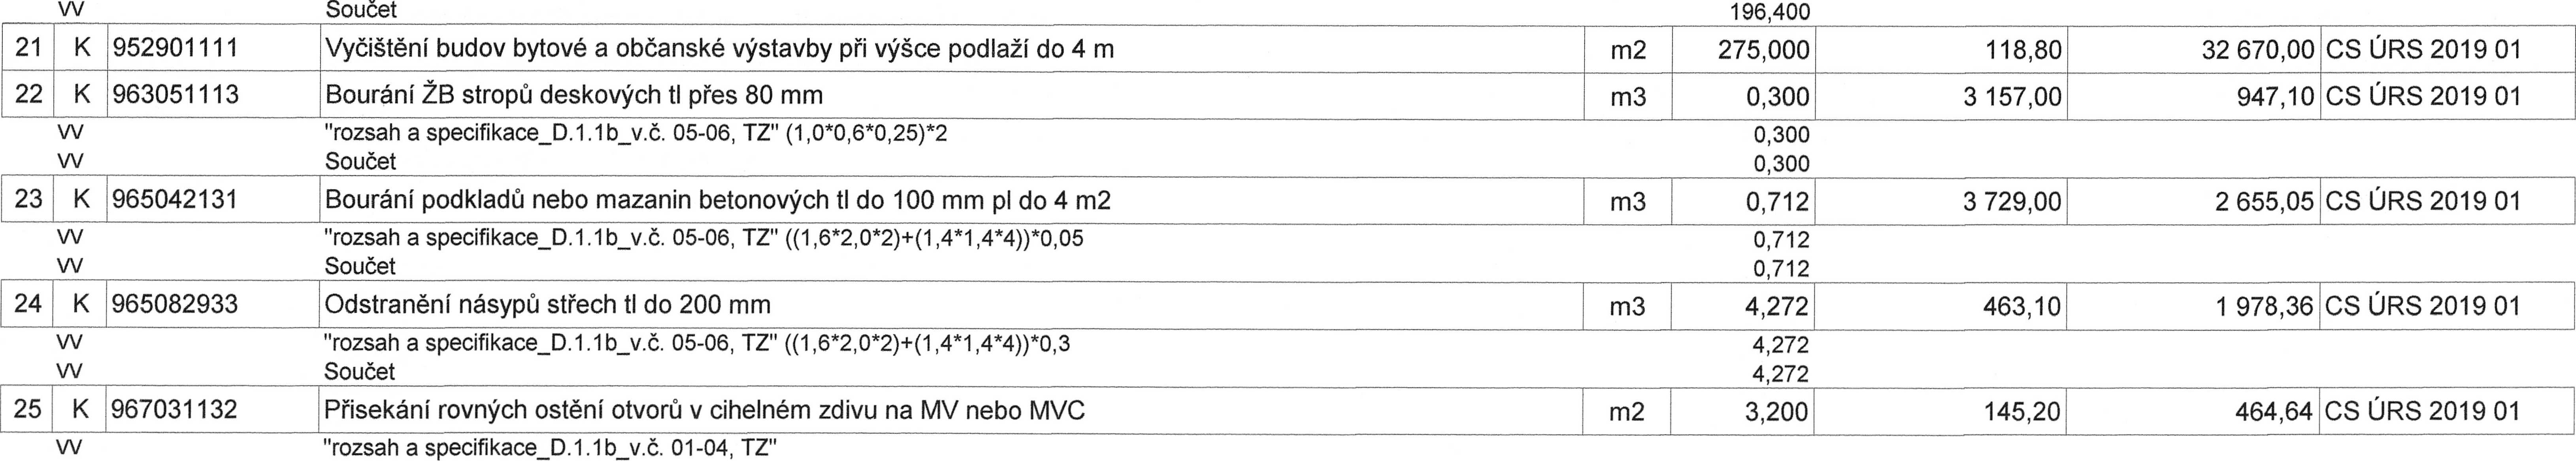 VV Součet 196,400
21 K 952901111 Vyčištění budov bytové a občanské výstavby při výšce podlaží do 4 m m2 275,000 118,80 32 670,00 CS ÚRS 2019 01
22 K 963051113 Bourání ŽB stropů deskových tl přes 80 mm m3 0,300 3 157,00 947,10 CS ÚRS 2019 01
VV "rozsah a specifikace_D.1.1b_v.č. 05-06, TZ" (1,0*0,6*0,25)*2 0,300
VV Součet 0,300
23 K 965042131 Bourání podkladů nebo mazanin betonových tl do 100 mm pl do 4 m2 m3 0,712 3 729,00 2 655,05 CS ÚRS 2019 01
VV "rozsah a specifikace_D.1.1b_v.č. 05-06, TZ" ((1,6*2,0*2)+(1,4*1,4*4))*0,05 0,712
VV Součet 0,712
24 K 965082933 Odstranění násypů střech tl do 200 mm m3 4,272 463,10 1 978,36 CS ÚRS 2019 01
VV "rozsah a specifikace_D.1.1b_v.č. 05-06, TZ" ((1,6*2,0*2)+(1,4*1,4*4))*0,3 4,272
VV Součet 4,272
25 K 967031132 Přisekání rovných ostění otvorů v cihelném zdivu na MV nebo MVC m2 3,200 145,20 464,64 CS ÚRS 2019 01
VV "rozsah a specifikace_D.1.1b_v.č. 01-04, TZ"